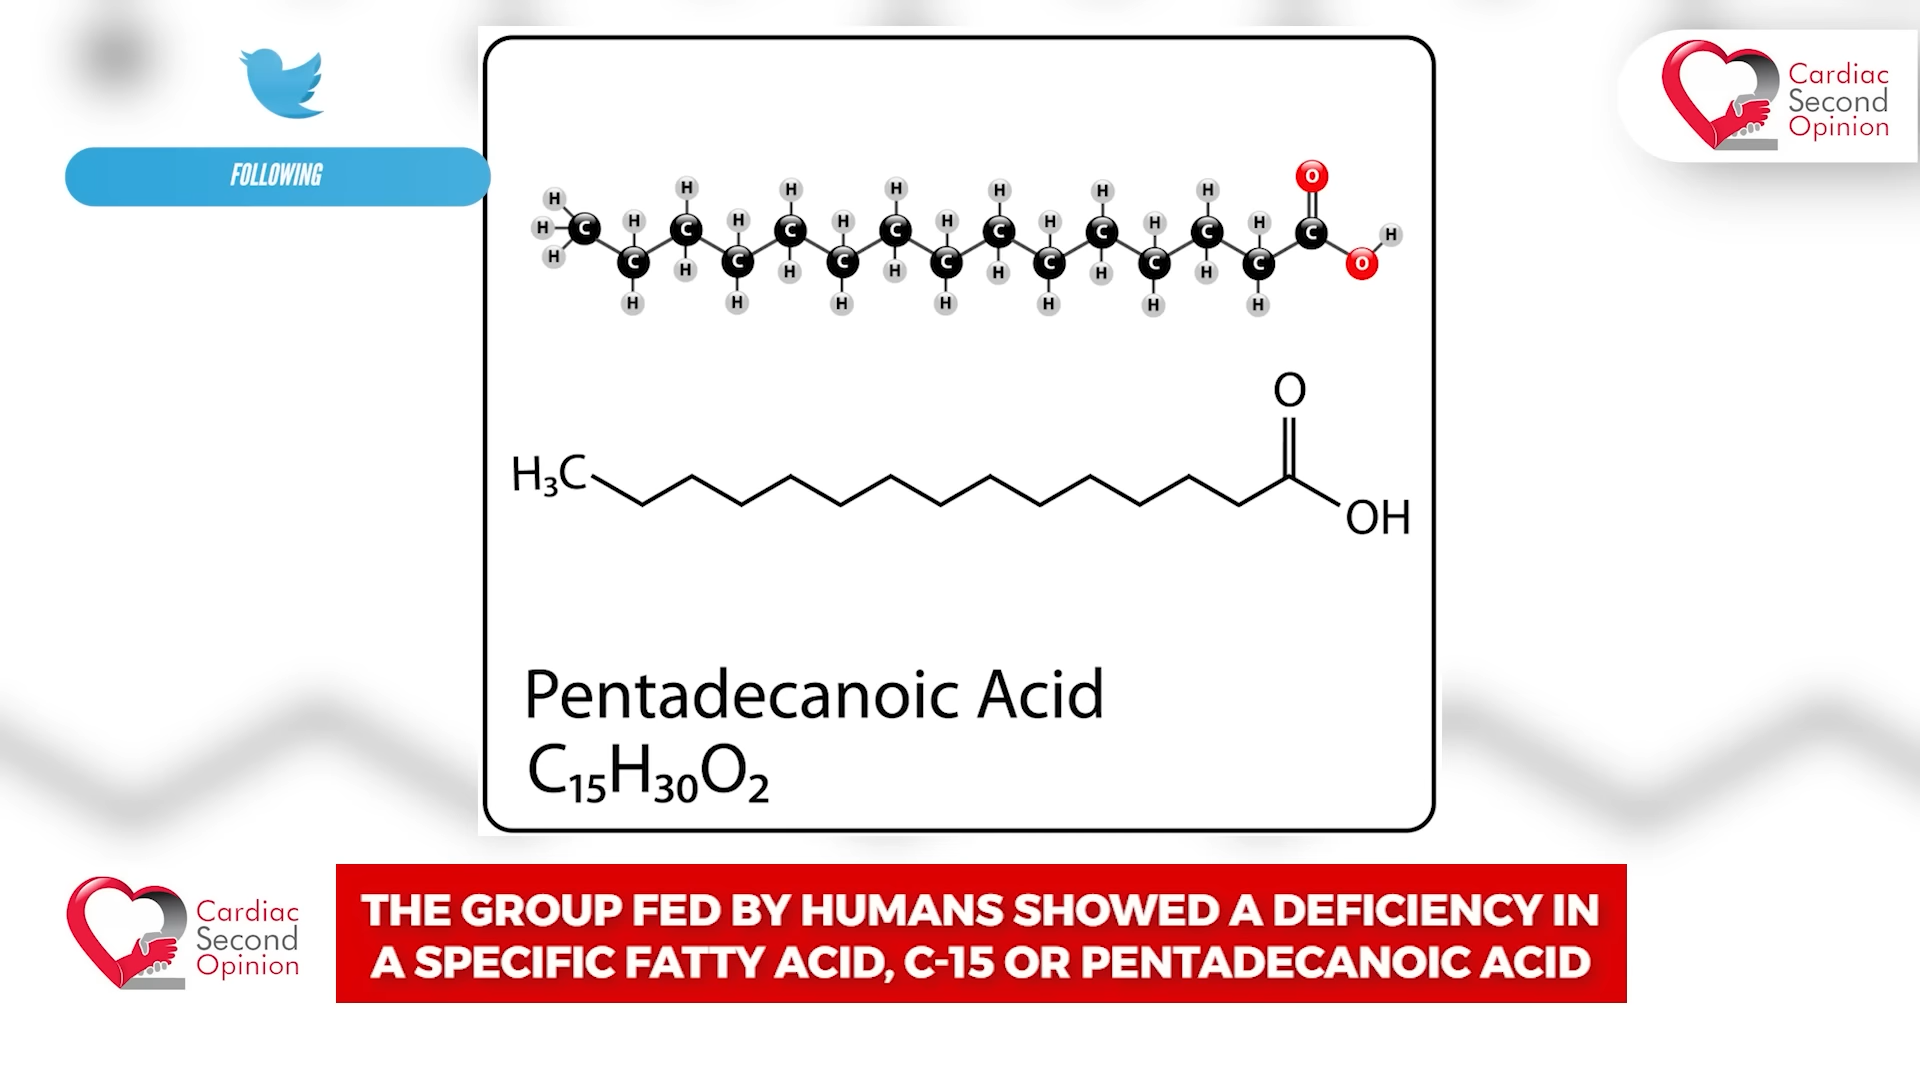 FOLLOWING
Cardiac
Second
Opinion
H H H H H H H H
H H H H H H H
H
H
C C C C C C C C
C C C C C C C
H H H H H H
H H H H H H H
O
O
H
O
H₃C
OH
Pentadecanoic Acid
C₁₅H₃₀O₂
Cardiac
Second
Opinion
THE GROUP FED BY HUMANS SHOWED A DEFICIENCY IN
A SPECIFIC FATTY ACID, C-15 OR PENTADECANOIC ACID